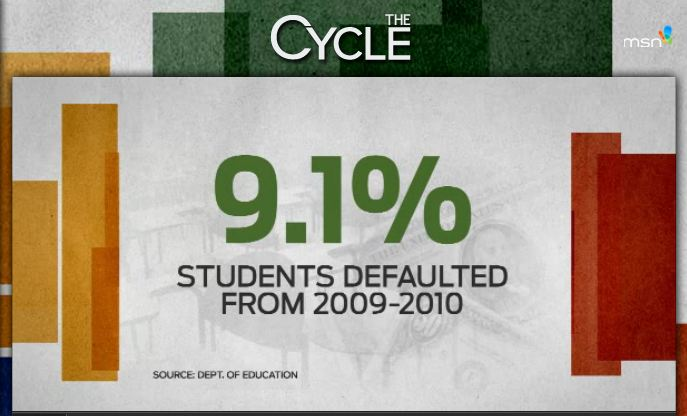 THE
CYCLE
msn
9.1%
STUDENTS DEFAULTED
FROM 2009-2010
SOURCE: DEPT. OF EDUCATION